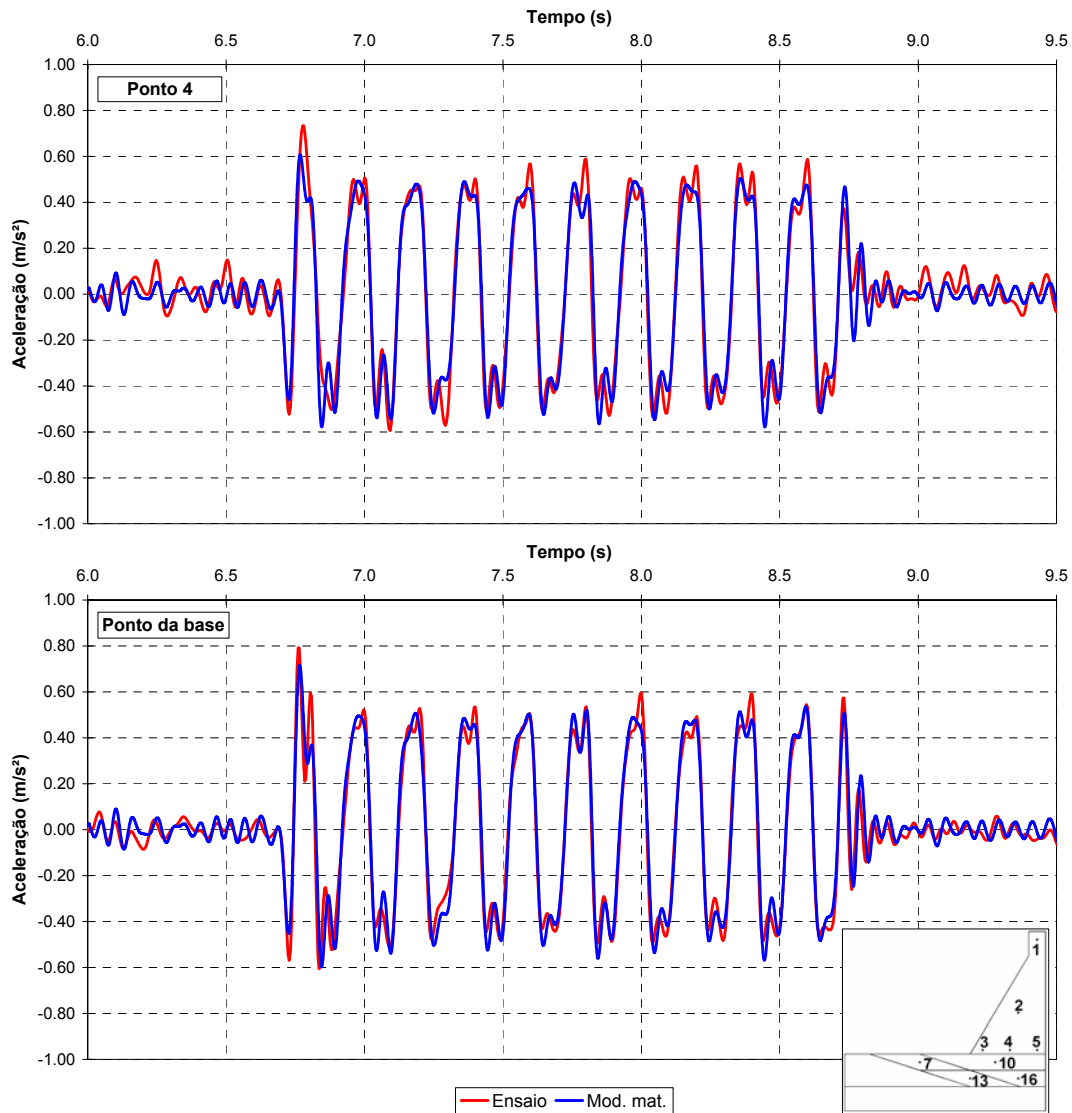 Tempo (s)
6.0 6.5 7.0 7.5 8.0 8.5 9.0 9.5
1.00
Ponto 4
0.80
0.60
0.40
0.20
0.00
-0.20
-0.40
-0.60
-0.80
-1.00
Aceleração (m/s²)
Tempo (s)
6.0 6.5 7.0 7.5 8.0 8.5 9.0 9.5
1.00
Ponto da base
0.80
0.60
0.40
0.20
0.00
-0.20
-0.40
-0.60
-0.80
-1.00
Aceleração (m/s²)
1
2
3 4 5
7 10
13 16
Ensaio Mod. mat.